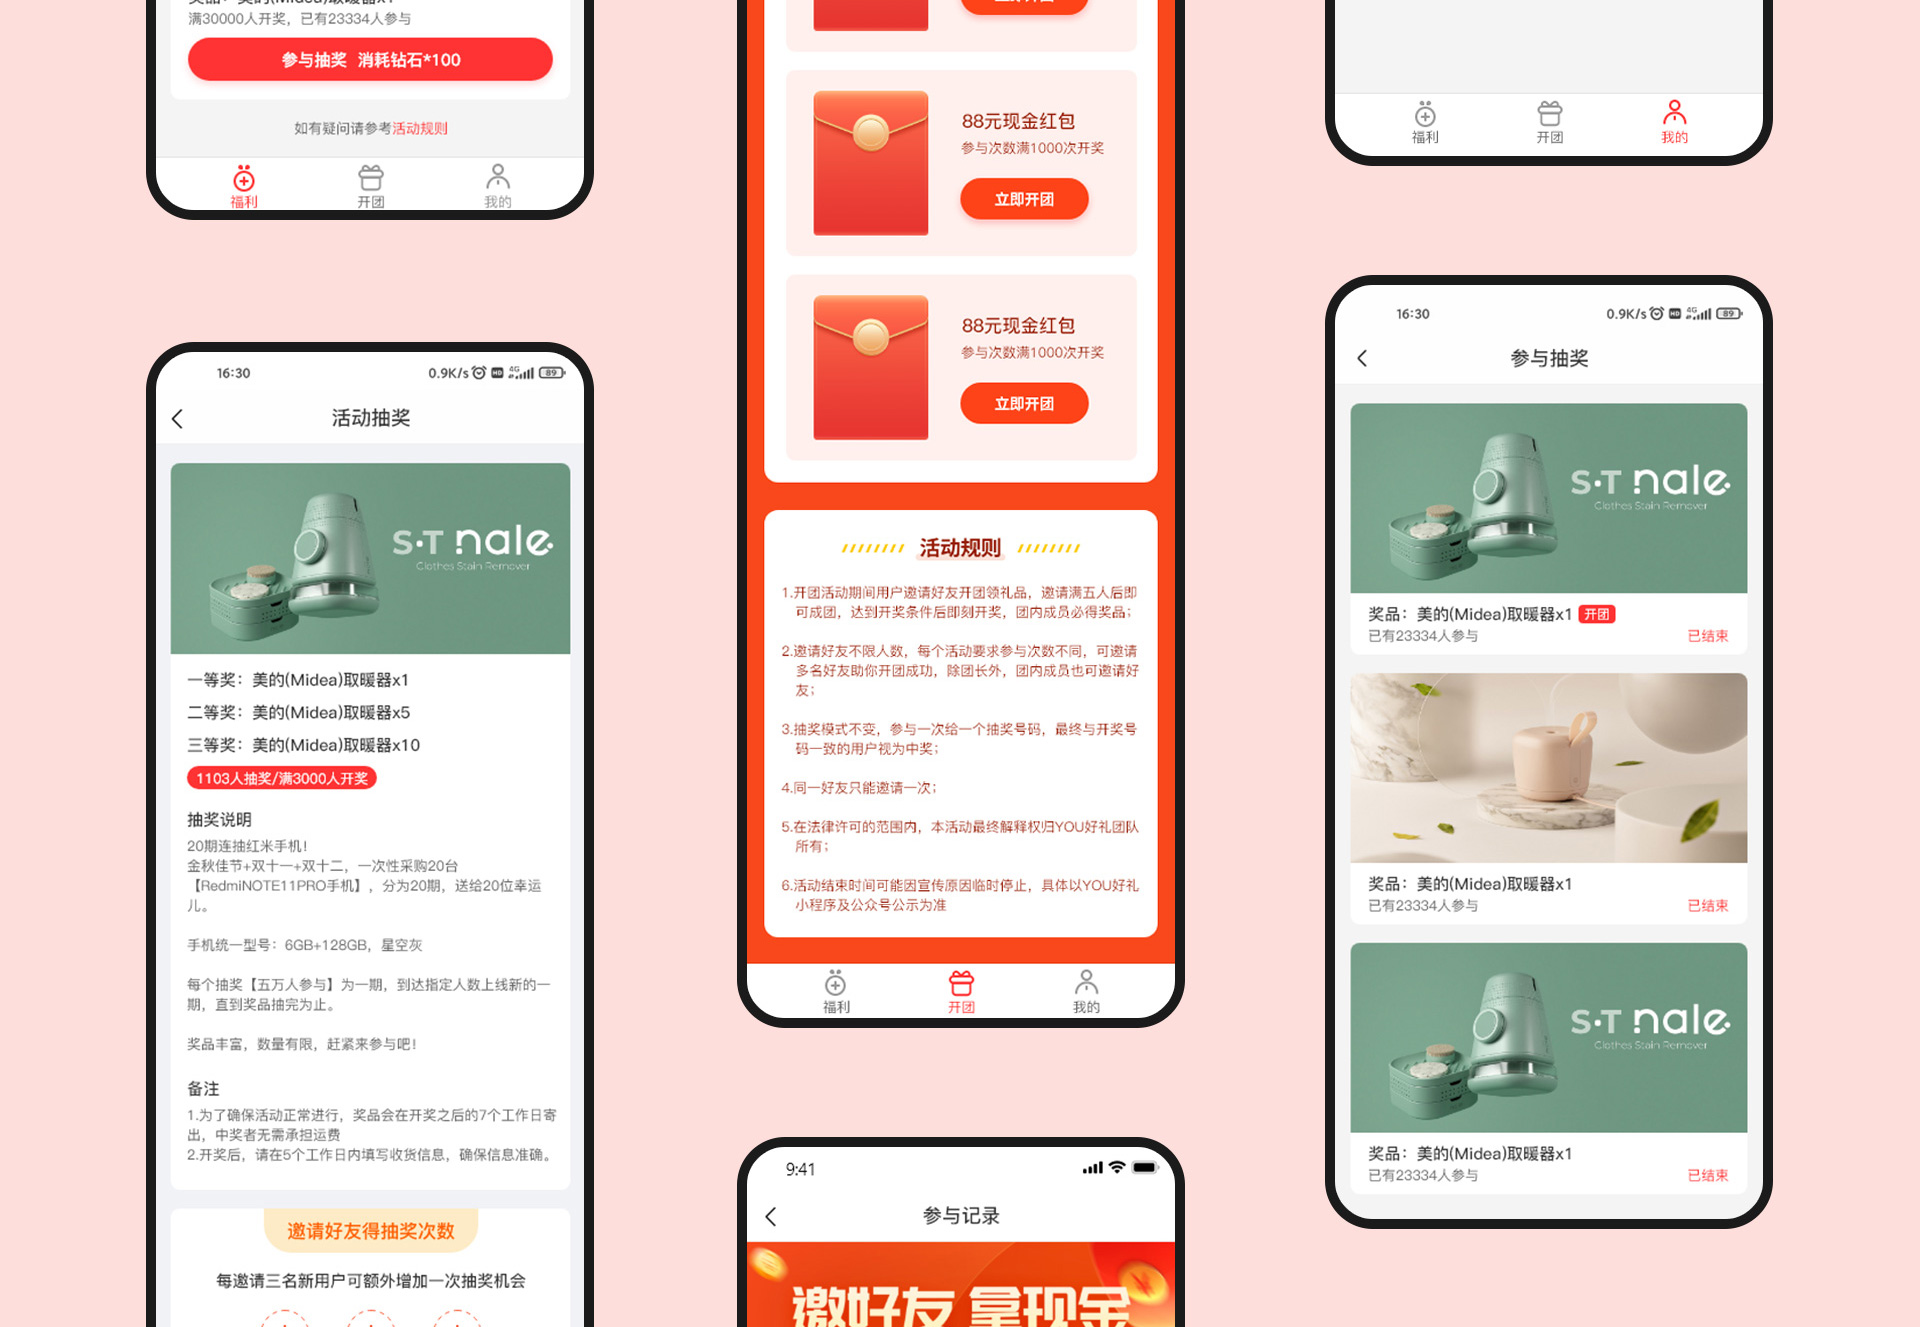 奖品：美的(Midea)取暖器x1
满30000人开奖，已有23334人参与
参与抽奖 消耗钻石*100
如有疑问请参考活动规则
福利
开团
我的
16:30
0.9K/s
HD
4G
89
活动抽奖
S·T nale
Clothes Stain Remover
一等奖：美的(Midea)取暖器x1
二等奖：美的(Midea)取暖器x5
三等奖：美的(Midea)取暖器x10
1103人抽奖/满3000人开奖
抽奖说明
20期连抽红米手机！
金秋佳节+双十一+双十二，一次性采购20台
【RedmiNOTE11PRO手机】，分为20期，送给20位幸运
儿。
手机统一型号：6GB+128GB，星空灰
每个抽奖【五万人参与】为一期，到达指定人数上线新的一
期，直到奖品抽完为止。
奖品丰富，数量有限，赶紧来参与吧！
备注
1.为了确保活动正常进行，奖品会在开奖之后的7个工作日寄
出，中奖者无需承担运费
2.开奖后，请在5个工作日内填写收货信息，确保信息准确。
邀请好友得抽奖次数
每邀请三名新用户可额外增加一次抽奖机会
立即开团
88元现金红包
参与次数满1000次开奖
立即开团
88元现金红包
参与次数满1000次开奖
立即开团
活动规则
1.开团活动期间用户邀请好友开团领礼品，邀请满五人后即
可成团，达到开奖条件后即刻开奖，团内成员必得奖品；
2.邀请好友不限人数，每个活动要求参与次数不同，可邀请
多名好友助你开团成功，除团长外，团内成员也可邀请好
友；
3.抽奖模式不变，参与一次给一个抽奖号码，最终与开奖号
码一致的用户视为中奖；
4.同一好友只能邀请一次；
5.在法律许可的范围内，本活动最终解释权归YOU好礼团队
所有；
6.活动结束时间可能因宣传原因临时停止，具体以YOU好礼
小程序及公众号公示为准
福利
开团
我的
9:41
参与记录
邀好友 拿现金
福利
开团
我的
16:30
0.9K/s
HD
4G
89
参与抽奖
S·T nale
Clothes Stain Remover
奖品：美的(Midea)取暖器x1 开团
已有23334人参与
已结束
奖品：美的(Midea)取暖器x1
已有23334人参与
已结束
S·T nale
Clothes Stain Remover
奖品：美的(Midea)取暖器x1
已有23334人参与
已结束